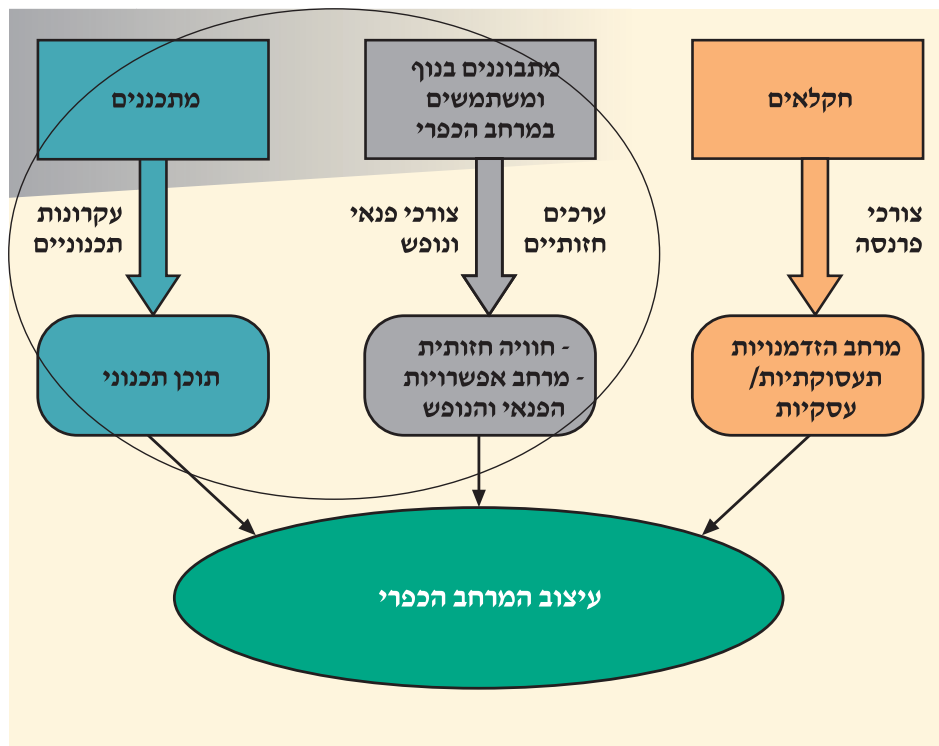 חקלאים
מתבוננים בנוף
ומשתמשים
במרחב הכפרי
מתכננים
צורכי
פרנסה
ערכים
חזותיים
צורכי פנאי
ונופש
עקרונות
תכנוניים
מרחב הזדמנויות
תעסוקתיות/
עסקיות
- חוויה חזותית
- מרחב אפשרויות
הפנאי והנופש
תוכן תכנוני
עיצוב המרחב הכפרי